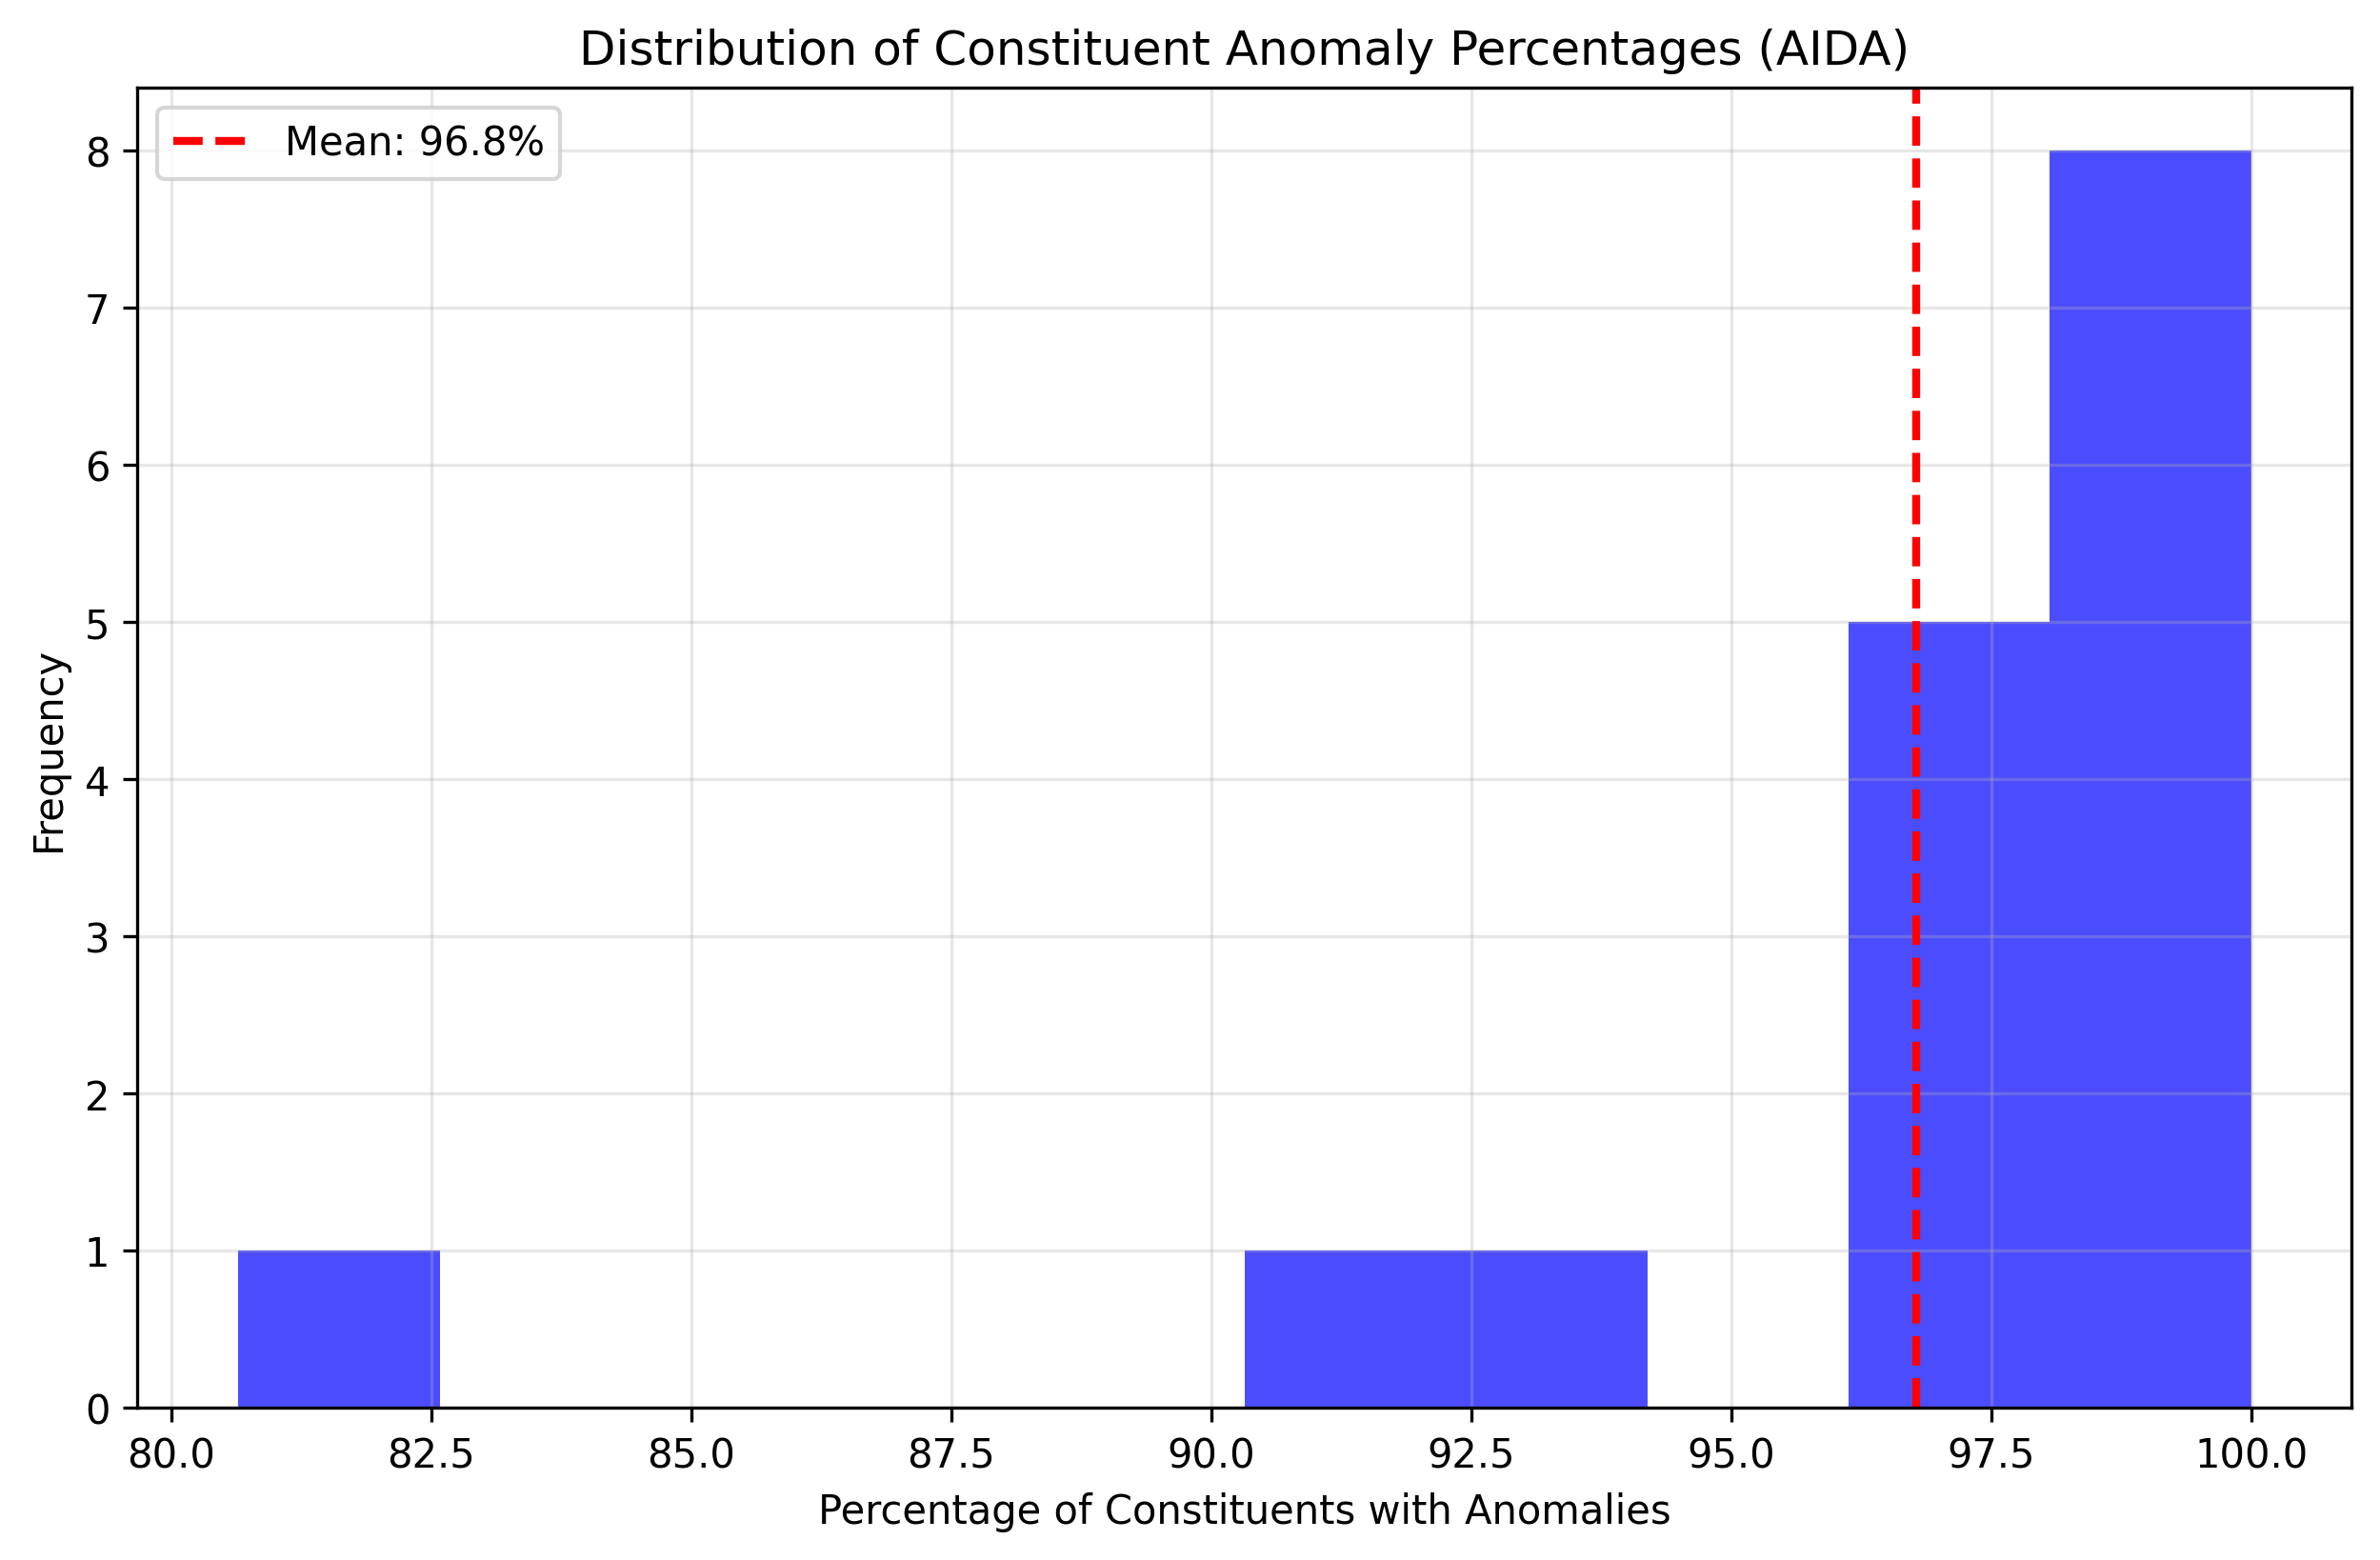 Distribution of Constituent Anomaly Percentages (AIDA)
Mean: 96.8%
8
7
6
5
4
3
2
1
0
Frequency
80.0 82.5 85.0 87.5 90.0 92.5 95.0 97.5 100.0
Percentage of Constituents with Anomalies